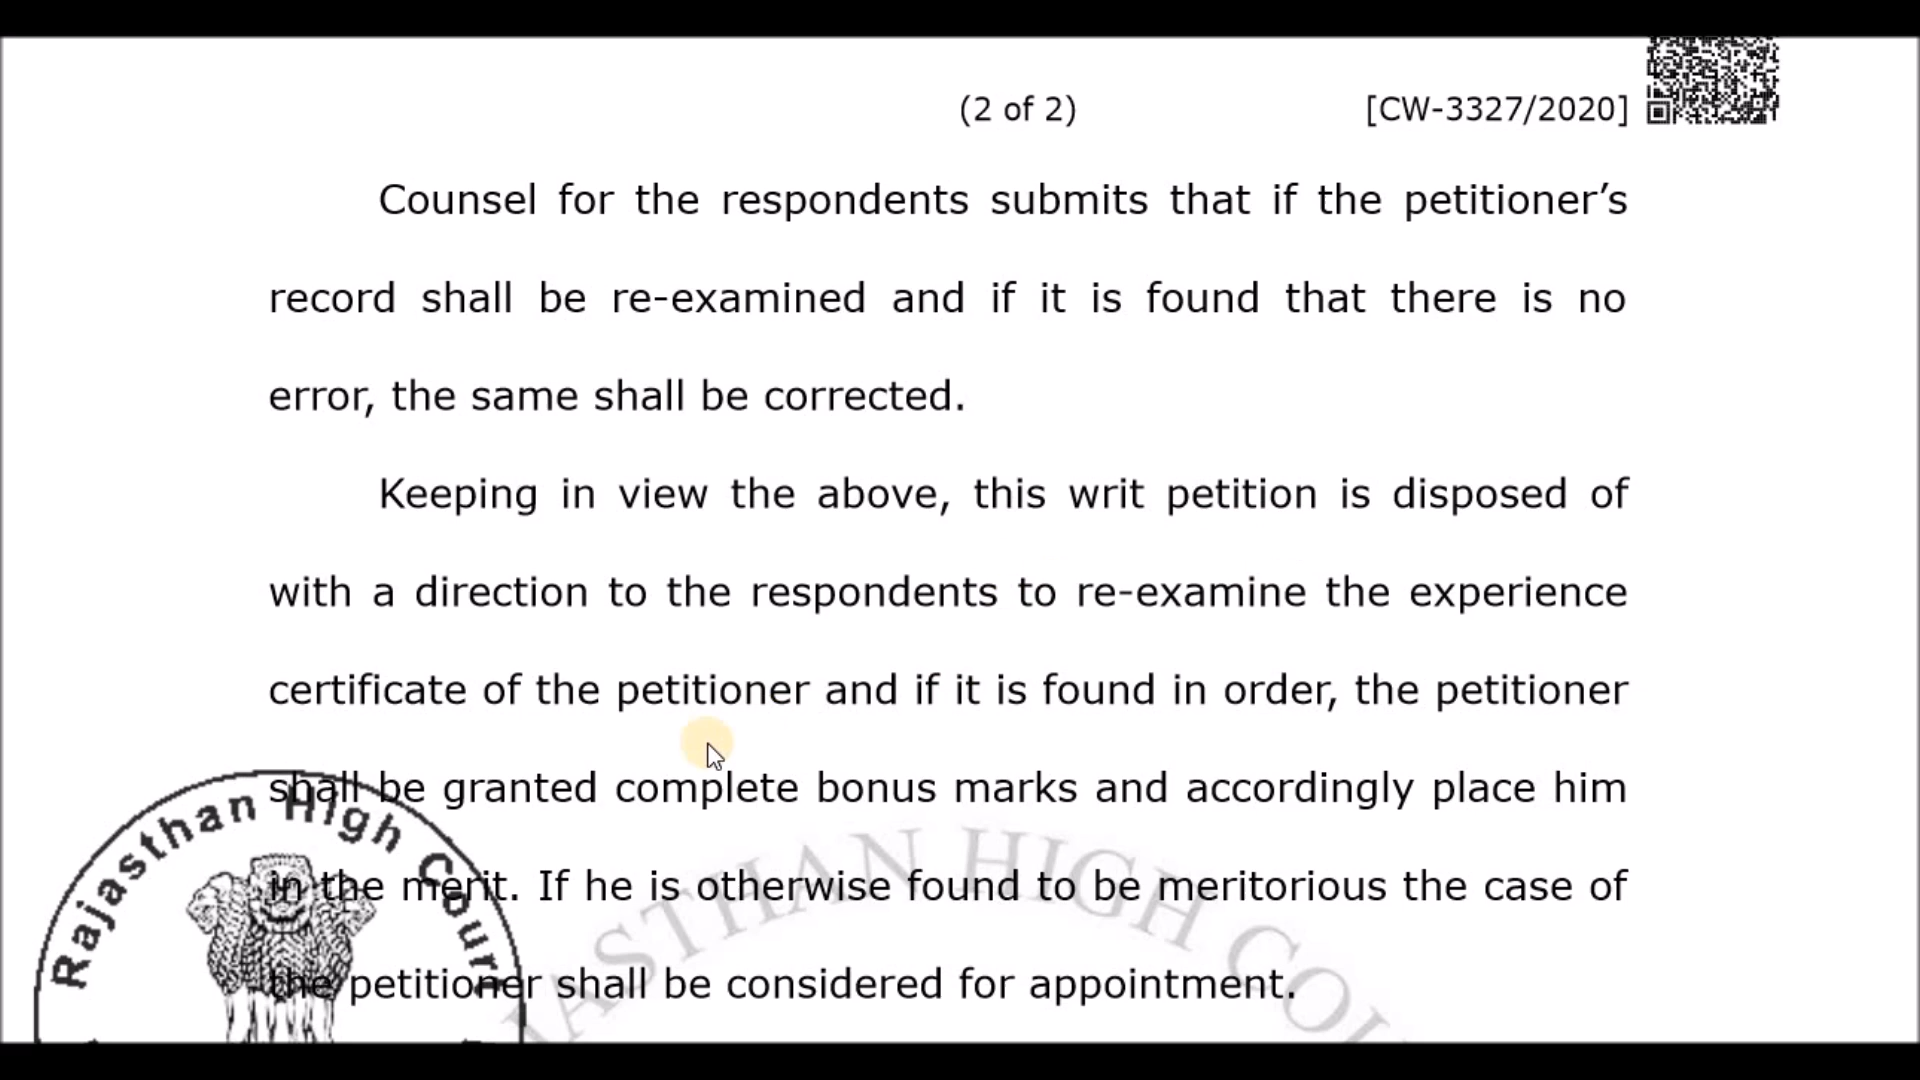 (2 of 2) [CW-3327/2020]
Counsel for the respondents submits that if the petitioner’s
record shall be re-examined and if it is found that there is no
error, the same shall be corrected.
Keeping in view the above, this writ petition is disposed of
with a direction to the respondents to re-examine the experience
certificate of the petitioner and if it is found in order, the petitioner
shall be granted complete bonus marks and accordingly place him
in the merit. If he is otherwise found to be meritorious the case of
the petitioner shall be considered for appointment.
Rajasthan High Court
ASTHAN HIGH COU